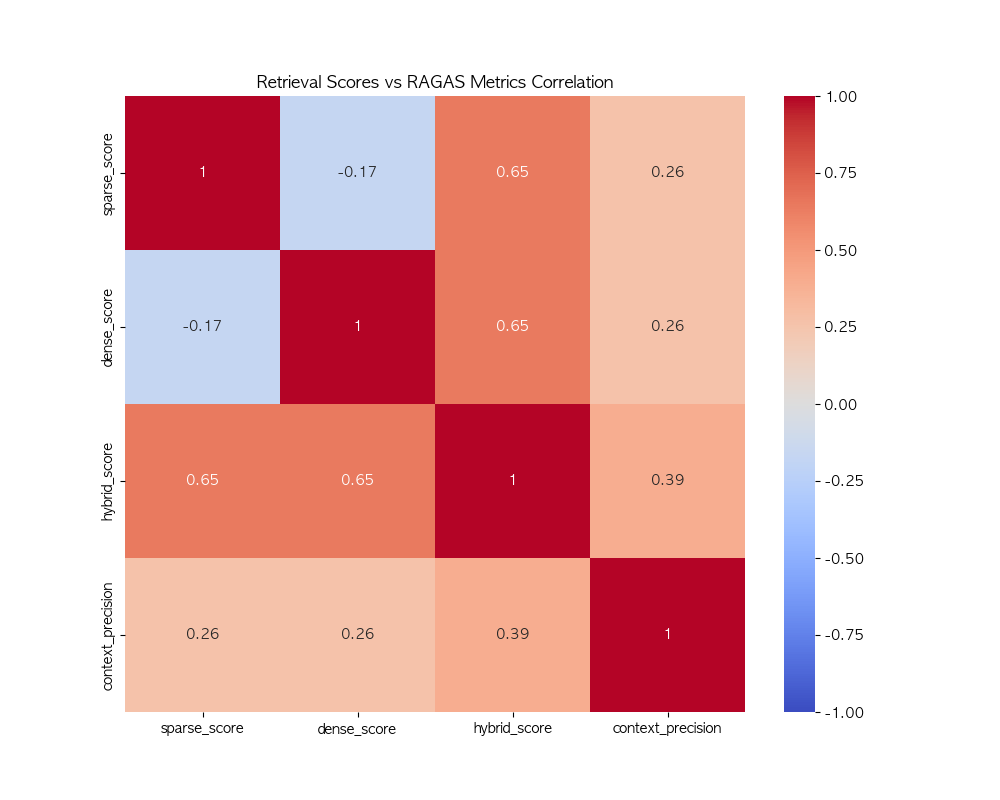 Retrieval Scores vs RAGAS Metrics Correlation
sparse_score
1
-0.17
0.65
0.26
dense_score
-0.17
1
0.65
0.26
hybrid_score
0.65
0.65
1
0.39
context_precision
0.26
0.26
0.39
1
sparse_score
dense_score
hybrid_score
context_precision
1.00
0.75
0.50
0.25
0.00
-0.25
-0.50
-0.75
-1.00